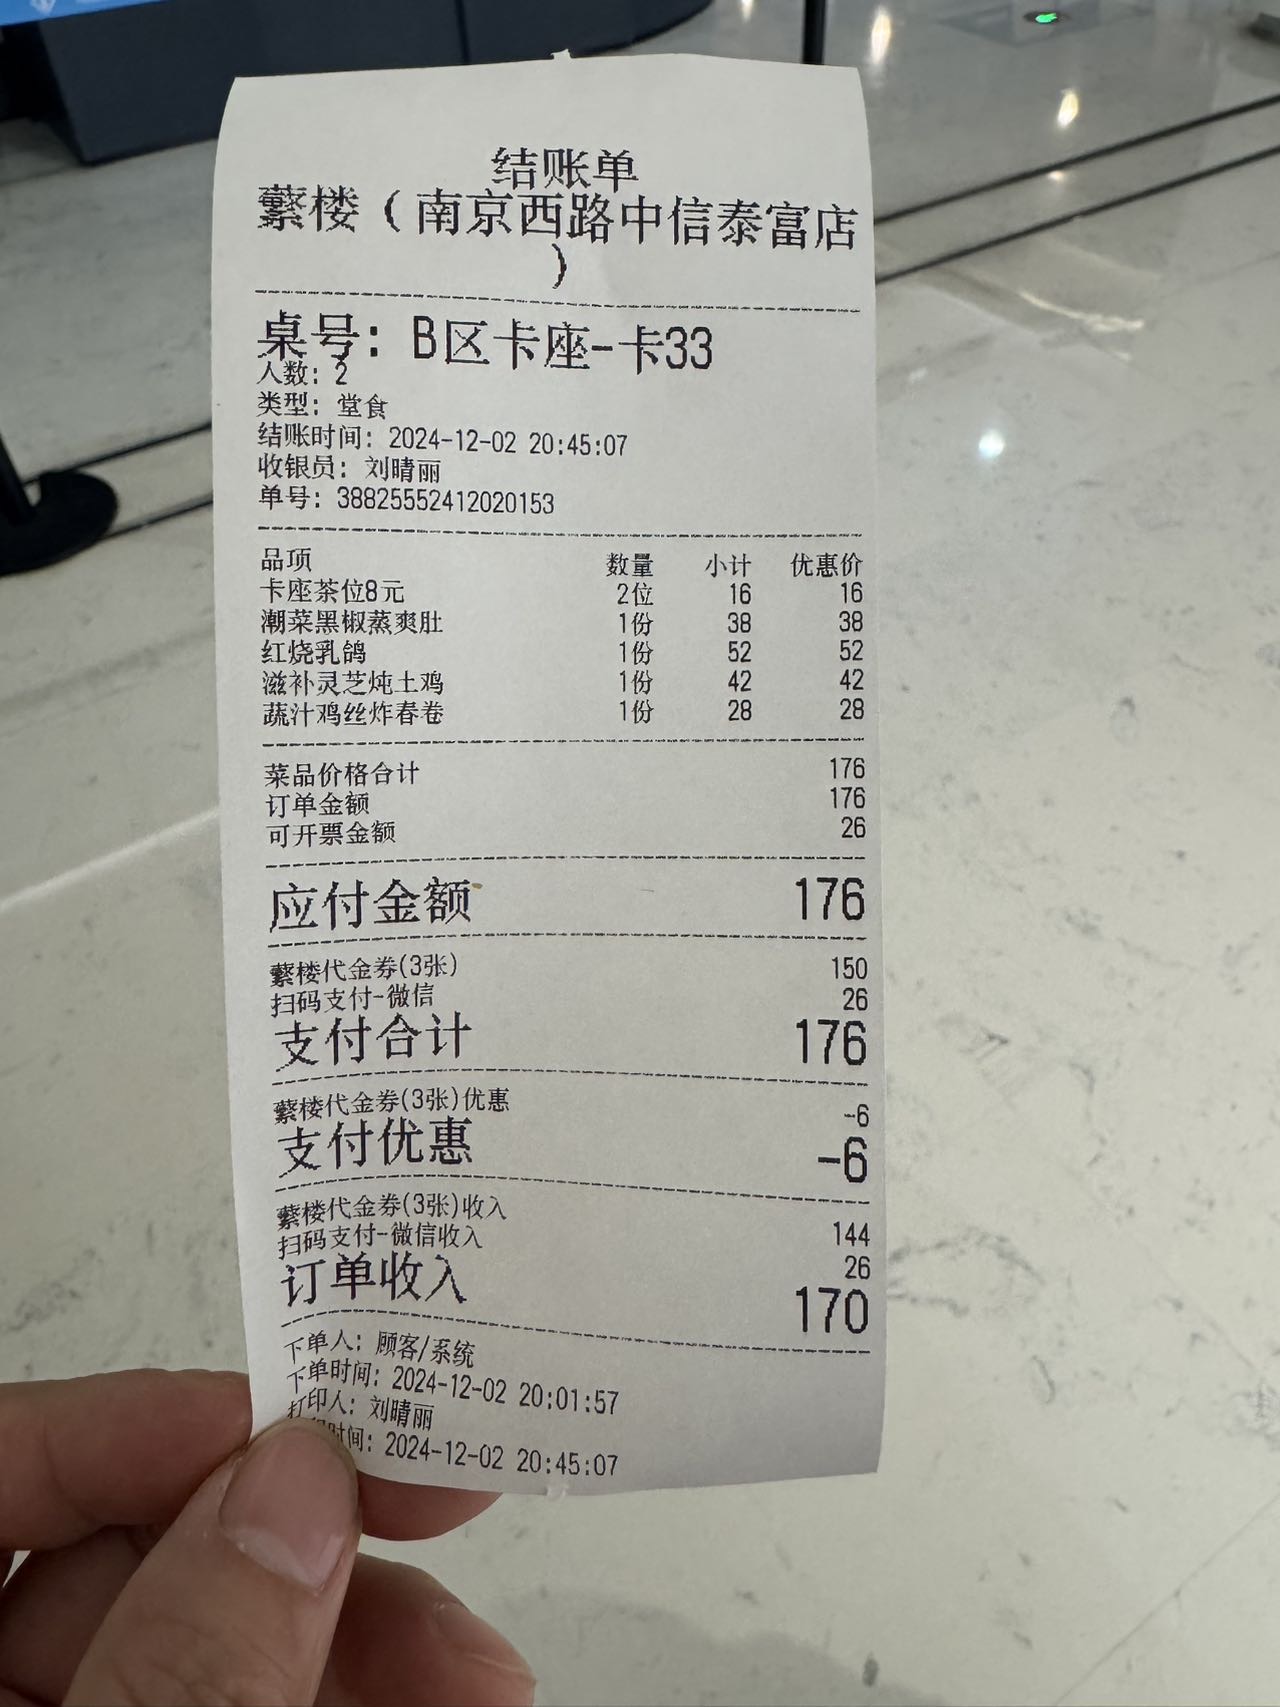 结账单
蘩楼（南京西路中信泰富店
）
桌号：B区卡座-卡33
人数：2
类型：堂食
结账时间：2024-12-02 20:45:07
收银员：刘晴丽
单号：38825552412020153
品项 数量 小计 优惠价
卡座茶位8元 2位 16 16
潮菜黑椒蒸爽肚 1份 38 38
红烧乳鸽 1份 52 52
滋补灵芝炖土鸡 1份 42 42
蔬汁鸡丝炸春卷 1份 28 28
菜品价格合计 176
订单金额 176
可开票金额 26
应付金额 176
蘩楼代金券(3张) 150
扫码支付-微信 26
支付合计 176
蘩楼代金券(3张)优惠 -6
支付优惠 -6
蘩楼代金券(3张)收入 144
扫码支付-微信收入 26
订单收入 170
下单人：顾客/系统
下单时间：2024-12-02 20:01:57
打印人：刘晴丽
时间：2024-12-02 20:45:07